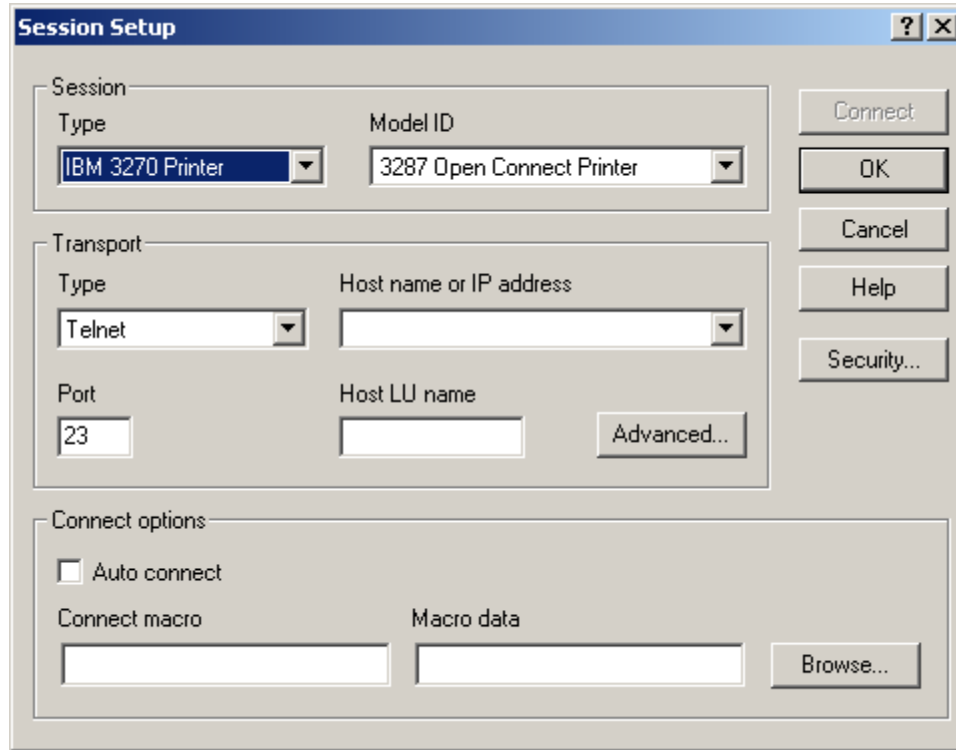 Session Setup
Session
Type
Model ID
IBM 3270 Printer
3287 Open Connect Printer
Connect
OK
Cancel
Help
Security...
Transport
Type
Host name or IP address
Telnet
Port
Host LU name
23
Advanced...
Connect options
Auto connect
Connect macro
Macro data
Browse...